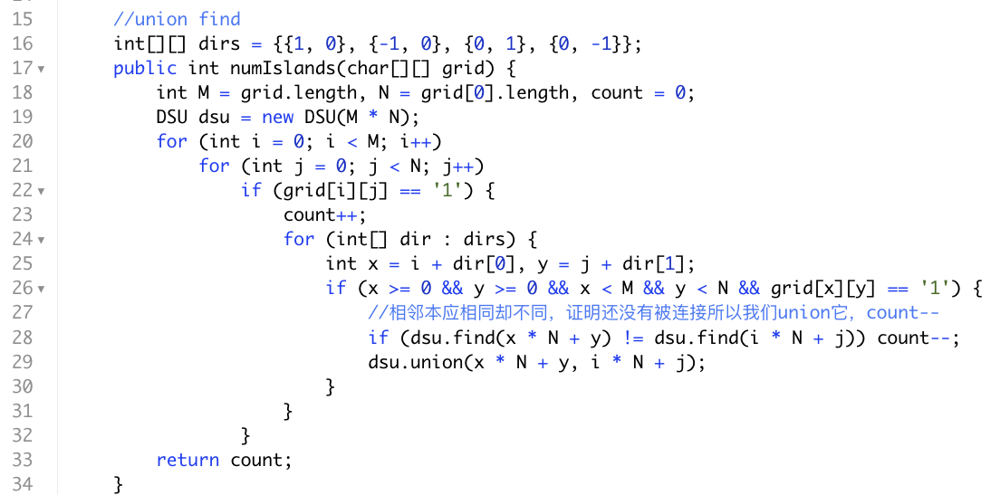 15 //union find
16 int[][] dirs = {{1, 0}, {-1, 0}, {0, 1}, {0, -1}};
17 ▼ public int numIslands(char[][] grid) {
18 int M = grid.length, N = grid[0].length, count = 0;
19 DSU dsu = new DSU(M * N);
20 for (int i = 0; i < M; i++)
21 for (int j = 0; j < N; j++)
22 ▼ if (grid[i][j] == '1') {
23 count++;
24 ▼ for (int[] dir : dirs) {
25 int x = i + dir[0], y = j + dir[1];
26 ▼ if (x >= 0 && y >= 0 && x < M && y < N && grid[x][y] == '1') {
27 //相邻本应相同却不同，证明还没有被连接所以我们union它，count--
28 if (dsu.find(x * N + y) != dsu.find(i * N + j)) count--;
29 dsu.union(x * N + y, i * N + j);
30 }
31 }
32 }
33 return count;
34 }